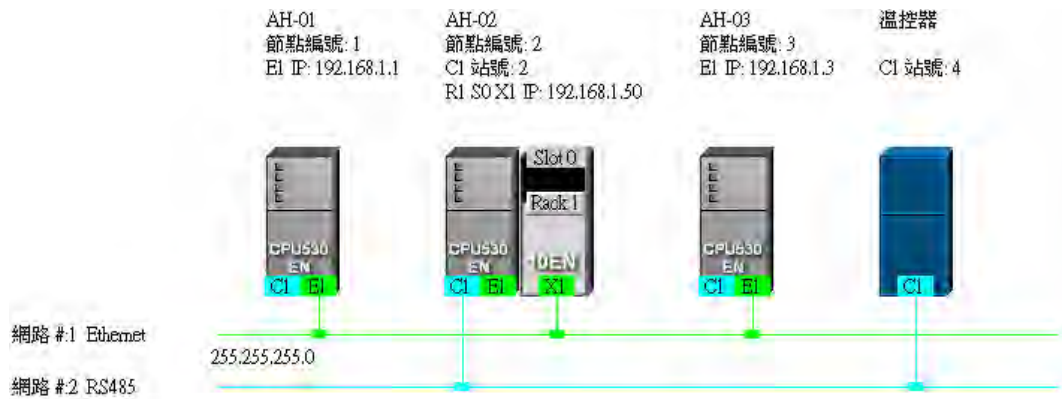 AH-01
節點編號: 1
E1 IP: 192.168.1.1
AH-02
節點編號: 2
C1 站號: 2
R1 S0 X1 IP: 192.168.1.50
AH-03
節點編號: 3
E1 IP: 192.168.1.3
溫控器
C1 站號: 4
CPU530
EN
C1 E1
CPU530
EN
C1 E1
Slot 0
Rack 1
10EN
X1
CPU530
EN
C1 E1
C1
網路 #:1 Ethernet
255.255.255.0
網路 #:2 RS485